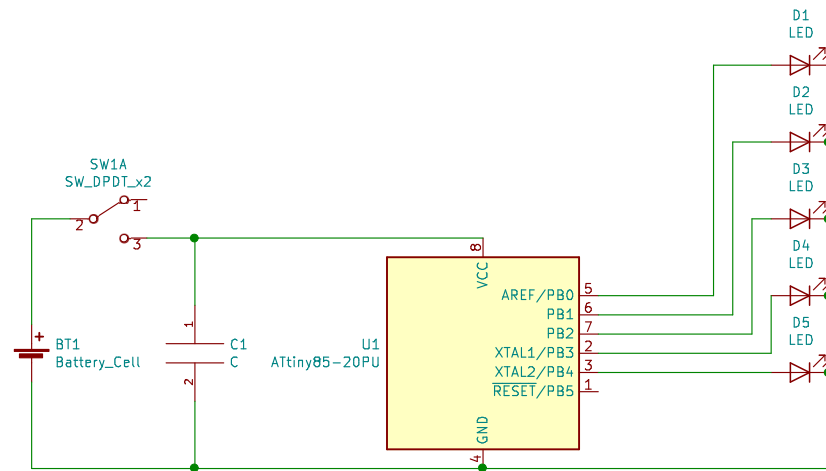 D1
LED
D2
LED
D3
LED
D4
LED
D5
LED
SW1A
SW_DPDT_x2
1
2
3
+
BT1
Battery_Cell
1
C1
C
2
U1
ATtiny85-20PU
8
VCC
AREF/PB0 5
PB1 6
PB2 7
XTAL1/PB3 2
XTAL2/PB4 3
RESET/PB5 1
GND
4